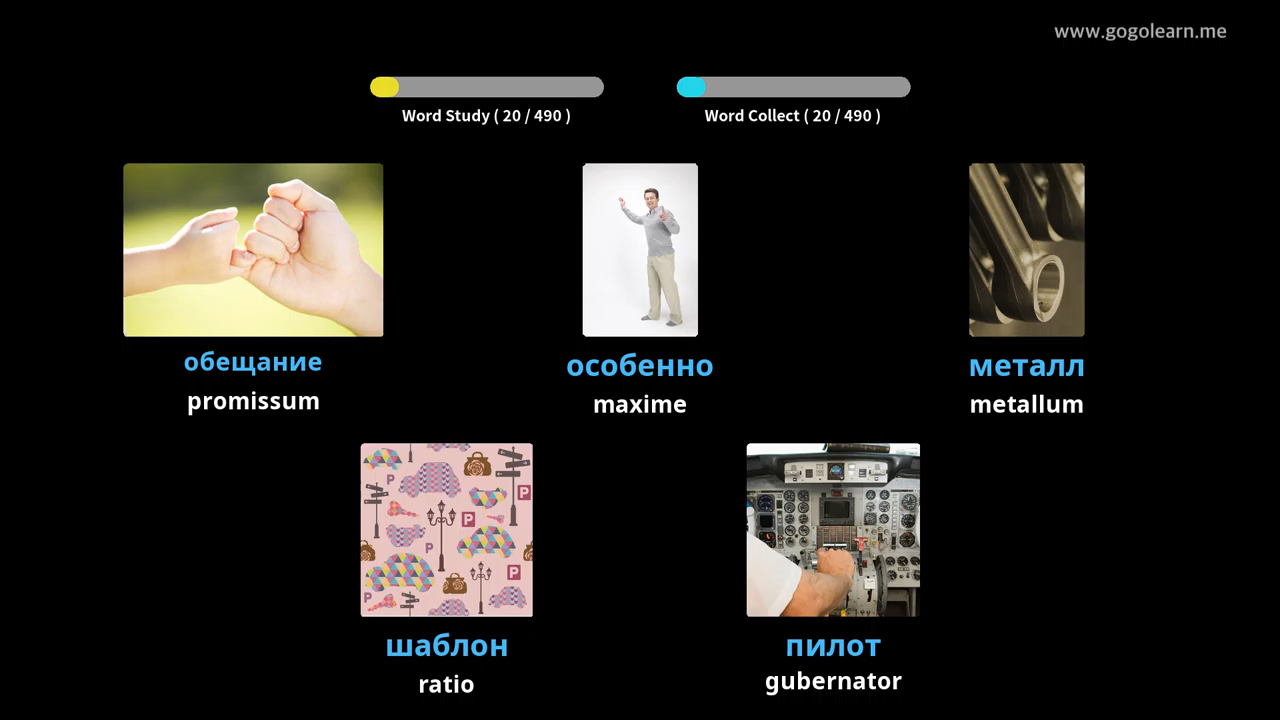 www.gogolearn.me
Word Study ( 20 / 490 )
Word Collect ( 20 / 490 )
обещание
promissum
особенно
maxime
металл
metallum
P
P
P
P
P
P
шаблон
ratio
пилот
gubernator